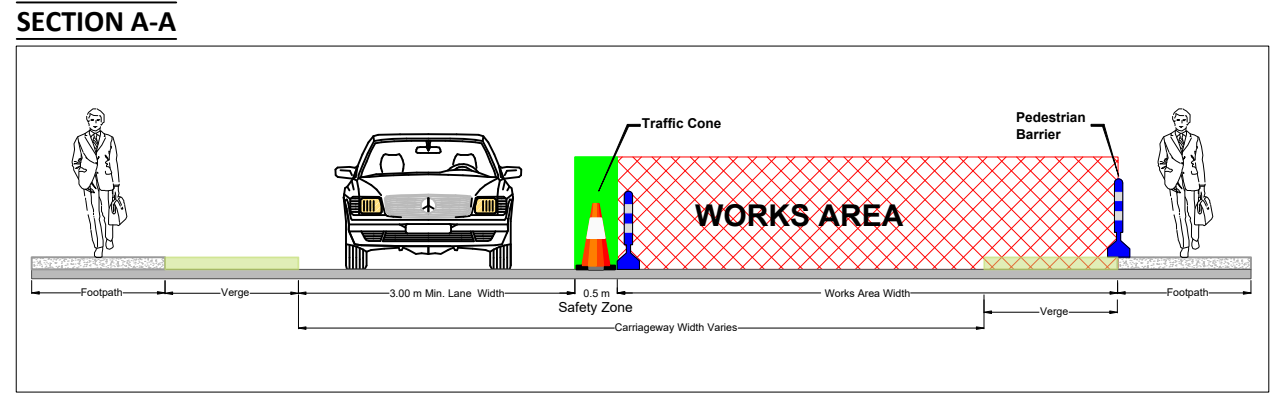 SECTION A-A
Traffic Cone
Pedestrian
Barrier
WORKS AREA
Footpath
Verge
3.00 m Min. Lane Width
0.5 m
Safety Zone
Works Area Width
Footpath
Verge
Carriageway Width Varies